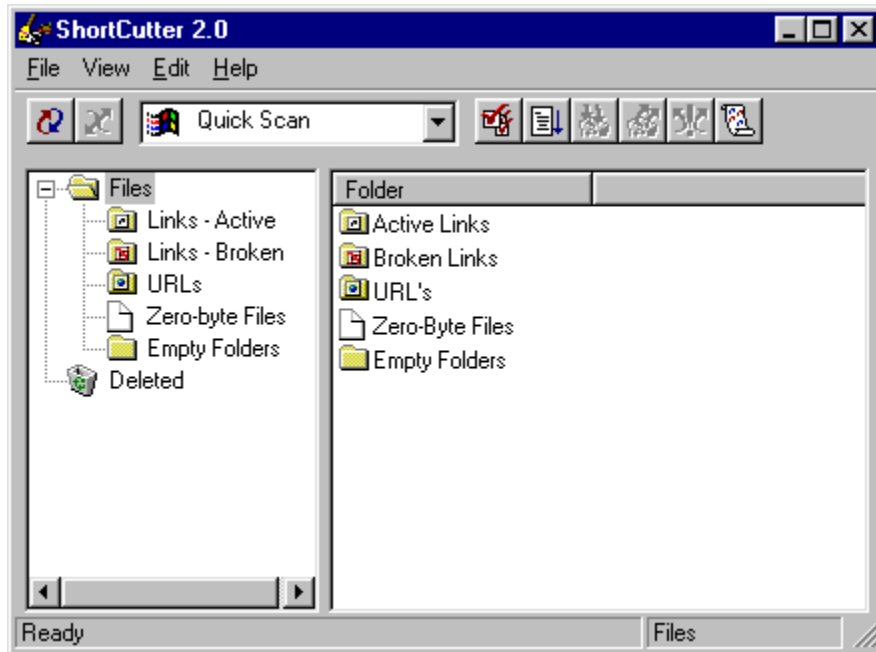 ShortCutter 2.0
File View Edit Help
Quick Scan
Files
Links - Active
Links - Broken
URLs
Zero-byte Files
Empty Folders
Deleted
Folder
Active Links
Broken Links
URL's
Zero-Byte Files
Empty Folders
Ready
Files